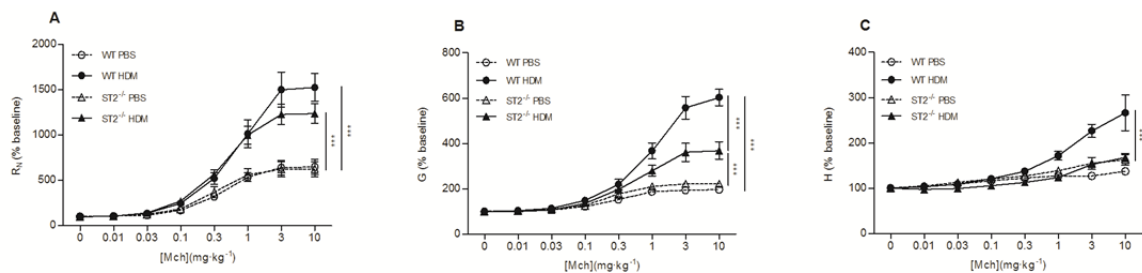 A
2000
1500
1000
500
0
R_N (% baseline)
WT PBS
WT HDM
ST2⁻/⁻ PBS
ST2⁻/⁻ HDM
***
***
0 0.01 0.03 0.1 0.3 1 3 10
[Mch](mg·kg⁻¹)
B
800
600
400
200
0
G (% baseline)
WT PBS
WT HDM
ST2⁻/⁻ PBS
ST2⁻/⁻ HDM
***
***
***
0 0.01 0.03 0.1 0.3 1 3 10
[Mch](mg·kg⁻¹)
C
400
300
200
100
0
H (% baseline)
WT PBS
WT HDM
ST2⁻/⁻ PBS
ST2⁻/⁻ HDM
***
0 0.01 0.03 0.1 0.3 1 3 10
[Mch](mg·kg⁻¹)